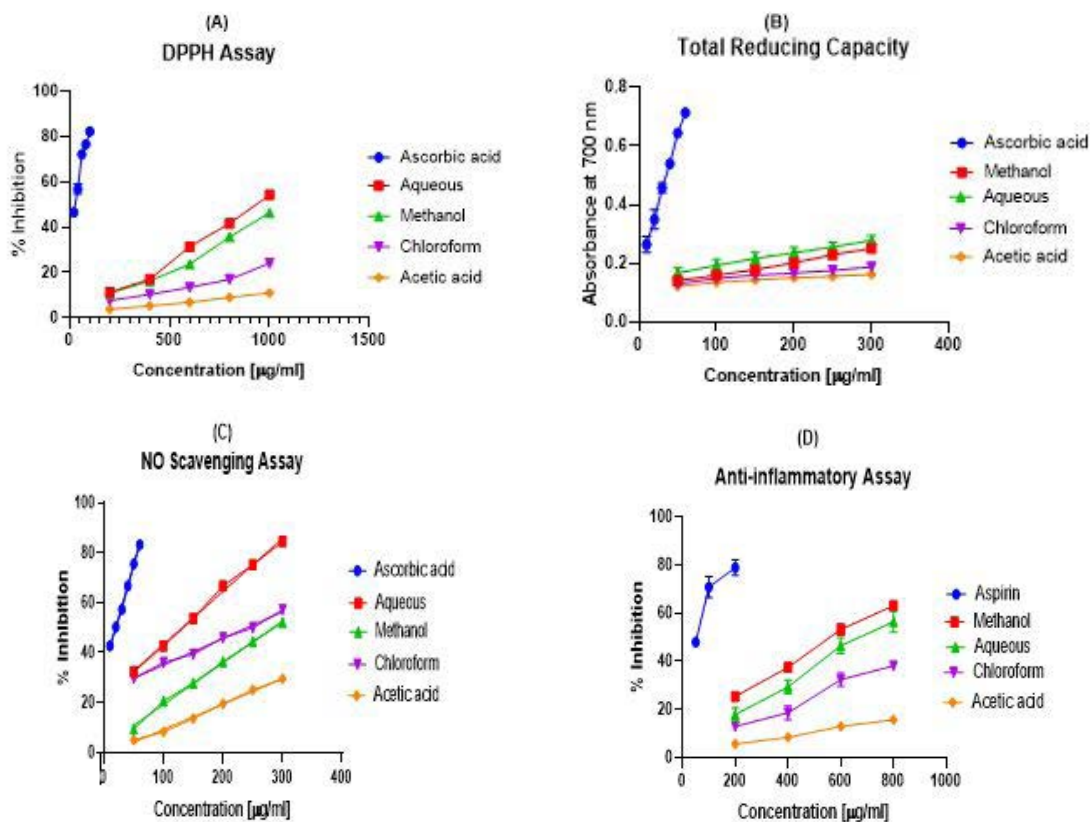 (A)
DPPH Assay
% Inhibition
100
80
60
40
20
0
0
500
1000
1500
Concentration [µg/ml]
Ascorbic acid
Aqueous
Methanol
Chloroform
Acetic acid
(B)
Total Reducing Capacity
Absorbance at 700 nm
0.8
0.6
0.4
0.2
0.0
0
100
200
300
400
Concentration [µg/ml]
Ascorbic acid
Methanol
Aqueous
Chloroform
Acetic acid
(C)
NO Scavenging Assay
% Inhibition
100
80
60
40
20
0
0
100
200
300
400
Concentration [µg/ml]
Ascorbic acid
Aqueous
Methanol
Chloroform
Acetic acid
(D)
Anti-inflammatory Assay
% Inhibition
100
80
60
40
20
0
0
200
400
600
800
1000
Concentration [µg/ml]
Aspirin
Methanol
Aqueous
Chloroform
Acetic acid